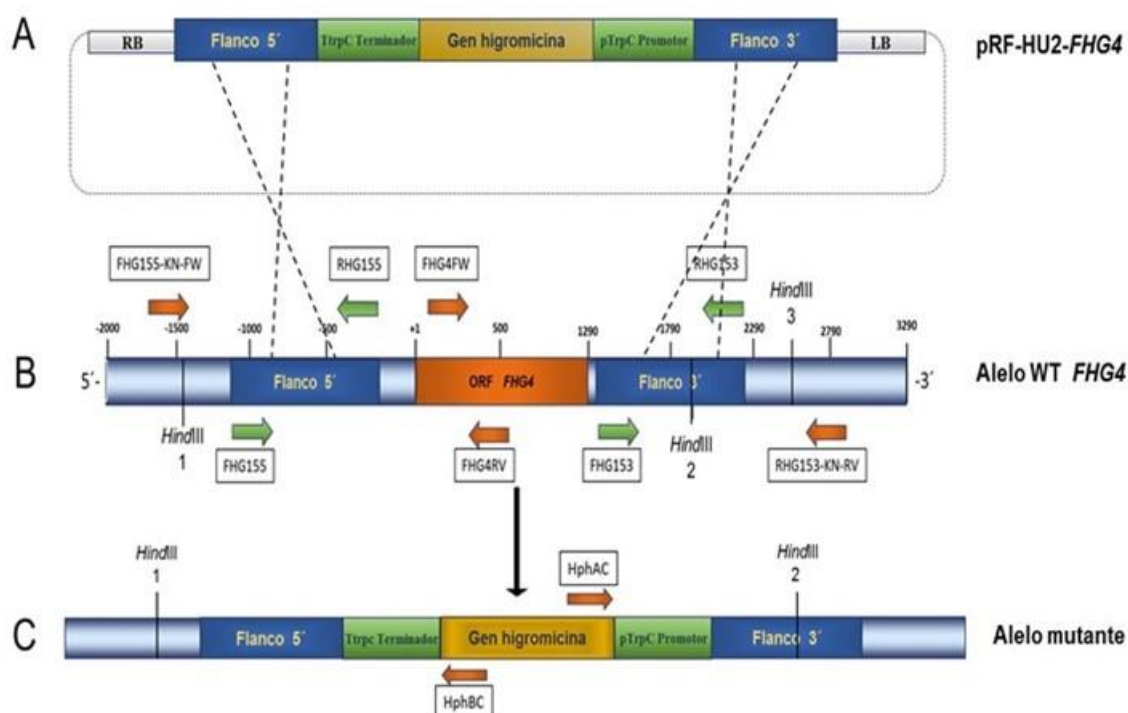 A
RB
Flanco 5´
TtrpC Terminador
Gen higromicina
pTrpC Promotor
Flanco 3´
LB
pRF-HU2-FHG4
FHG155-KN-FW
RHG155
FHG4FW
RHG153
HindIII
3
-2000
-1500
-1000
-500
+1
500
1290
1790
2290
2790
3290
B
5´-
Flanco 5´
ORF FHG4
Flanco 3´
-3´
Alelo WT FHG4
HindIII
1
FHG155
FHG4RV
FHG153
HindIII
2
RHG153-KN-RV
HindIII
1
HphAC
HindIII
2
C
Flanco 5´
Ttrpc Terminador
Gen higromicina
pTrpC Promotor
Flanco 3´
Alelo mutante
HphBC